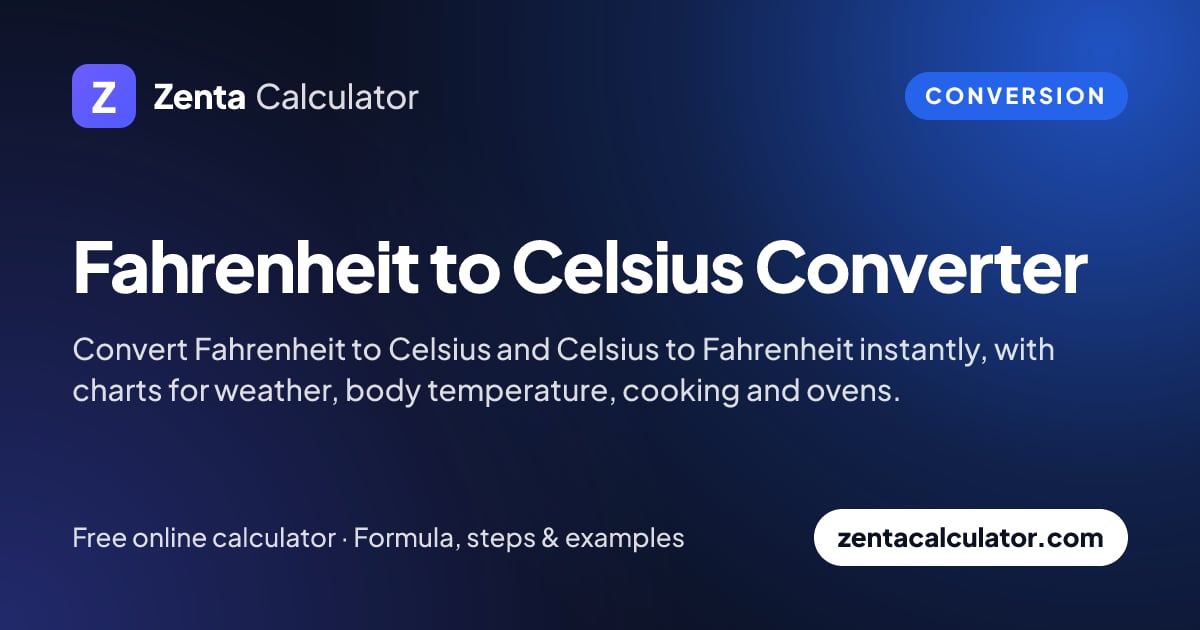 Z
Zenta Calculator
CONVERSION
Fahrenheit to Celsius Converter
Convert Fahrenheit to Celsius and Celsius to Fahrenheit instantly, with
charts for weather, body temperature, cooking and ovens.
Free online calculator · Formula, steps & examples
zentacalculator.com